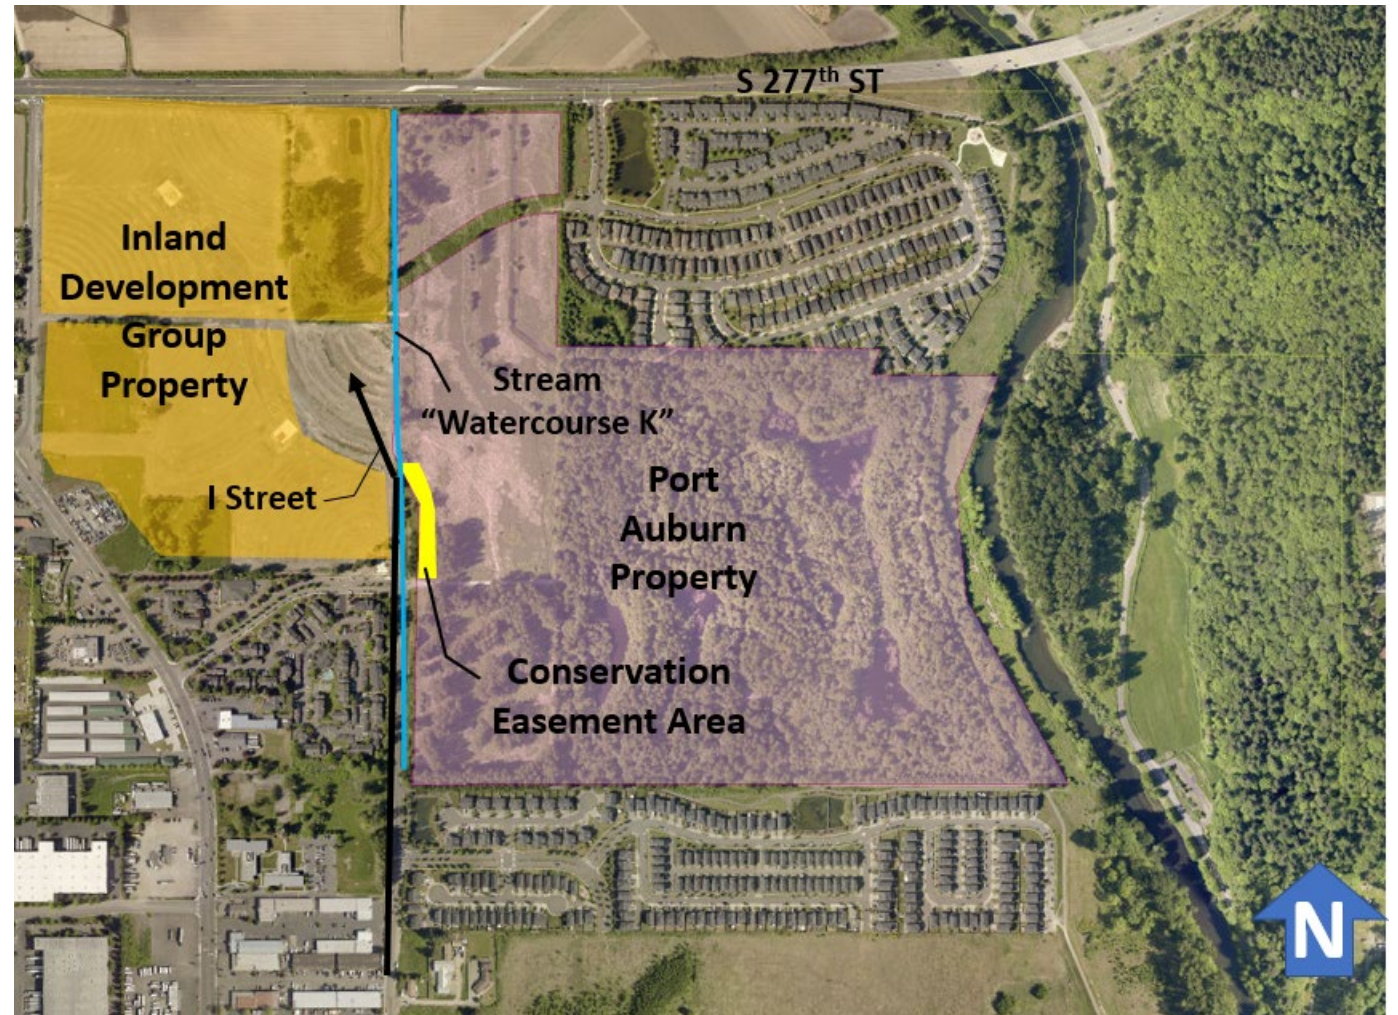 S 277th ST
Inland
Development
Group
Property
Stream
“Watercourse K”
I Street
Port
Auburn
Property
Conservation
Easement Area
N